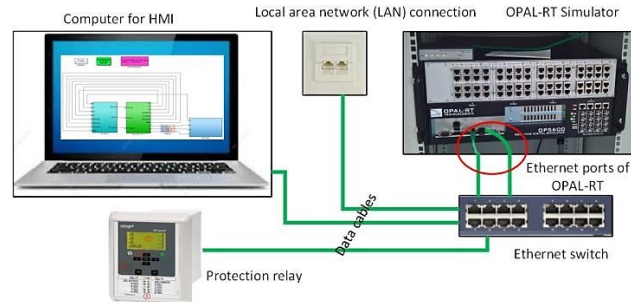 Computer for HMI
Local area network (LAN) connection
OPAL-RT Simulator
OPAL-RT
OP5600
Ethernet ports of
OPAL-RT
Data cables
Ethernet switch
Protection relay